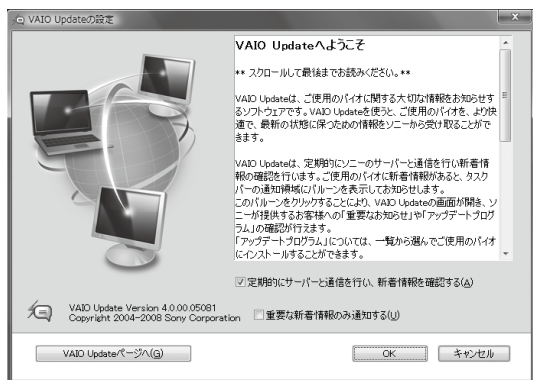 VAIO Updateの設定
VAIO Updateへようこそ
** スクロールして最後までお読みください。**
VAIO Updateは、ご使用のバイオに関する大切な情報をお知らせす
るソフトウェアです。VAIO Updateを使うと、ご使用のバイオを、より快
適で、最新の状態に保つための情報をソニーから受け取ることがで
きます。
VAIO Updateは、定期的にソニーのサーバーと通信を行い新着情
報の確認を行います。ご使用のバイオに新着情報があると、タスク
バーの通知領域にバルーンを表示してお知らせします。
このバルーンをクリックすることにより、VAIO Updateの画面が開き、ソ
ニーが提供するお客様への「重要なお知らせ」や「アップデートプログ
ラム」の確認が行えます。
「アップデートプログラム」については、一覧から選んでご使用のバイオ
にインストールすることができます。
定期的にサーバーと通信を行い、新着情報を確認する(A)
VAIO Update Version 4.0.00.05081
Copyright 2004-2008 Sony Corporation
重要な新着情報のみ通知する(U)
VAIO Updateページへ(G)
OK
キャンセル